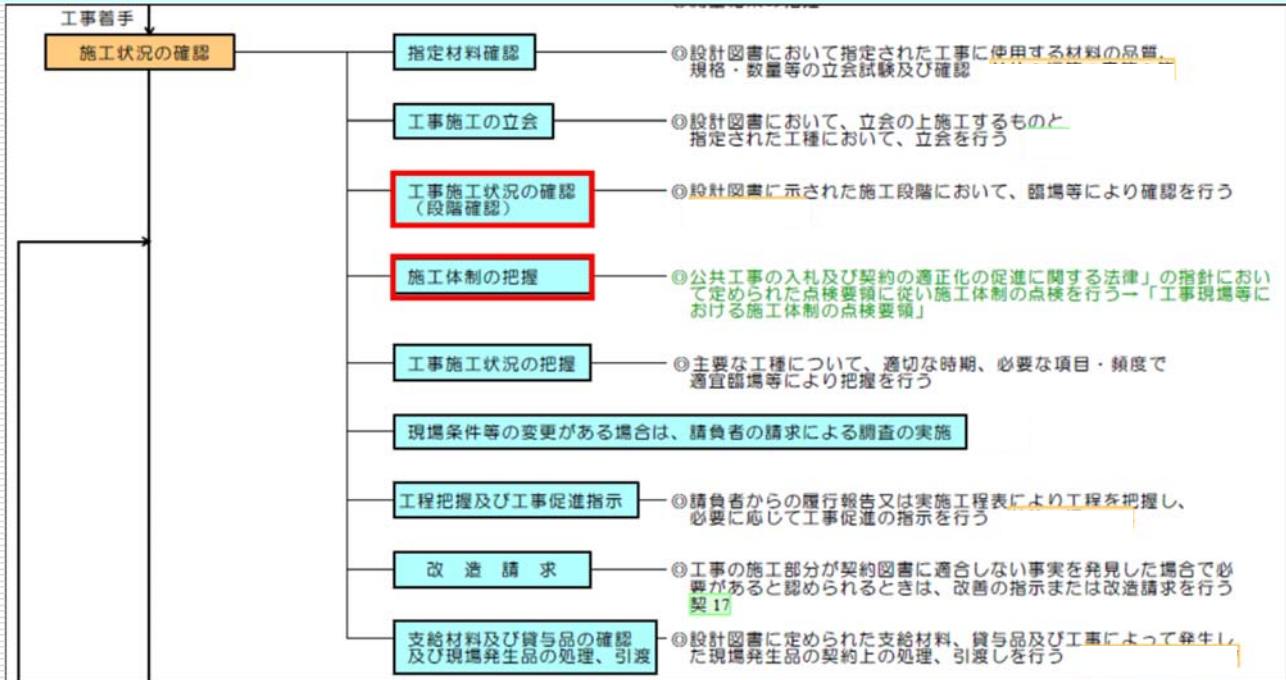 工事着手
施工状況の確認
指定材料確認
◎設計図書において指定された工事に使用する材料の品質、
規格・数量等の立会試験及び確認
工事施工の立会
◎設計図書において、立会の上施工するものと
指定された工種において、立会を行う
工事施工状況の確認
（段階確認）
◎設計図書に示された施工段階において、臨場等により確認を行う
施工体制の把握
◎公共工事の入札及び契約の適正化の促進に関する法律」の指針におい
て定められた点検要領に従い施工体制の点検を行う→「工事現場等に
おける施工体制の点検要領」
工事施工状況の把握
◎主要な工種について、適切な時期、必要な項目・頻度で
適宜臨場等により把握を行う
現場条件等の変更がある場合は、請負者の請求による調査の実施
工程把握及び工事促進指示
◎請負者からの履行報告又は実施工程表により工程を把握し、
必要に応じて工事促進の指示を行う
改 造 請 求
◎工事の施工部分が契約図書に適合しない事実を発見した場合で必
要があると認められるときは、改善の指示または改造請求を行う
契 17
支給材料及び貸与品の確認
及び現場発生品の処理、引渡
◎設計図書に定められた支給材料、貸与品及び工事によって発生し
た現場発生品の契約上の処理、引渡しを行う